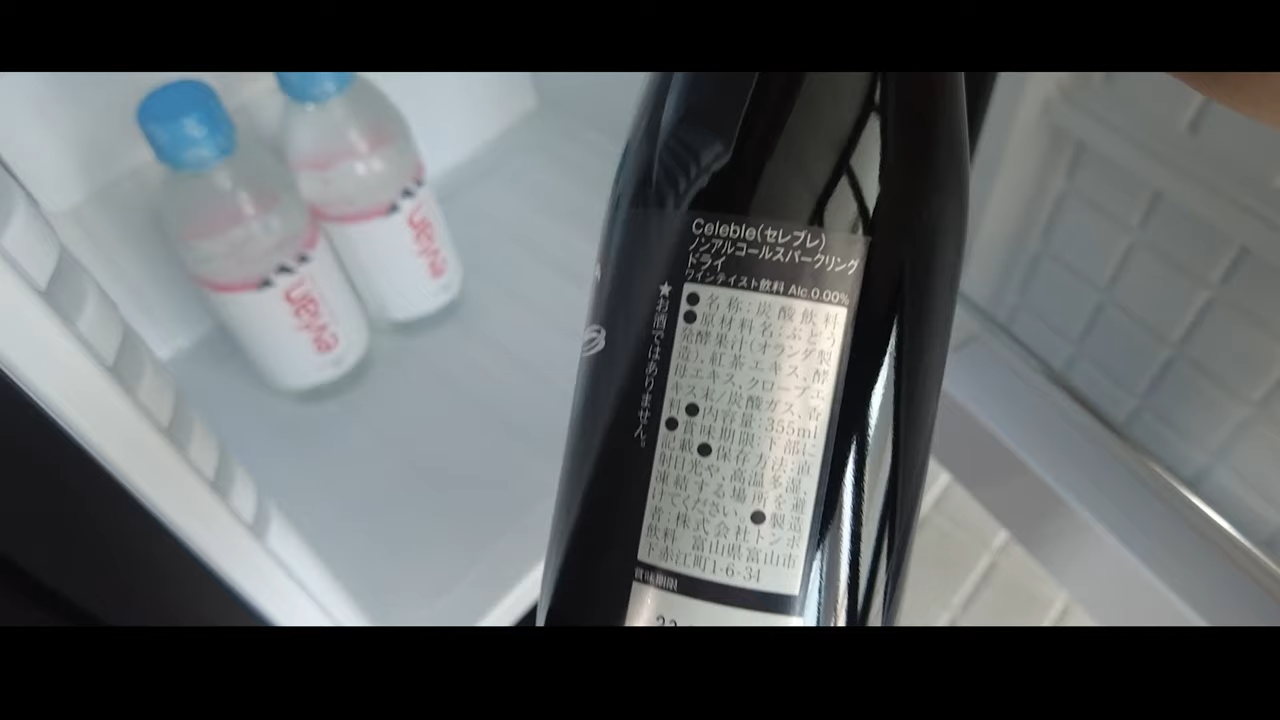 Celeble(セレブレ)
ノンアルコールスパークリング
ドライ
ワインテイスト飲料 Alc.0.00%
★お酒ではありません。
●名称:炭酸飲料
●原材料名:ぶどう
発酵果汁(オランダ製
造)、紅茶エキス、酵
母エキス、クローブエ
キス末/炭酸ガス、香
料●内容量:355ml
●賞味期限:下部に
記載●保存方法:直
射日光や、高温多湿、
凍結する場所を避
けてください。●製造
者:株式会社トンボ
飲料 富山県富山市
下赤江町1-6-34
賞味期限